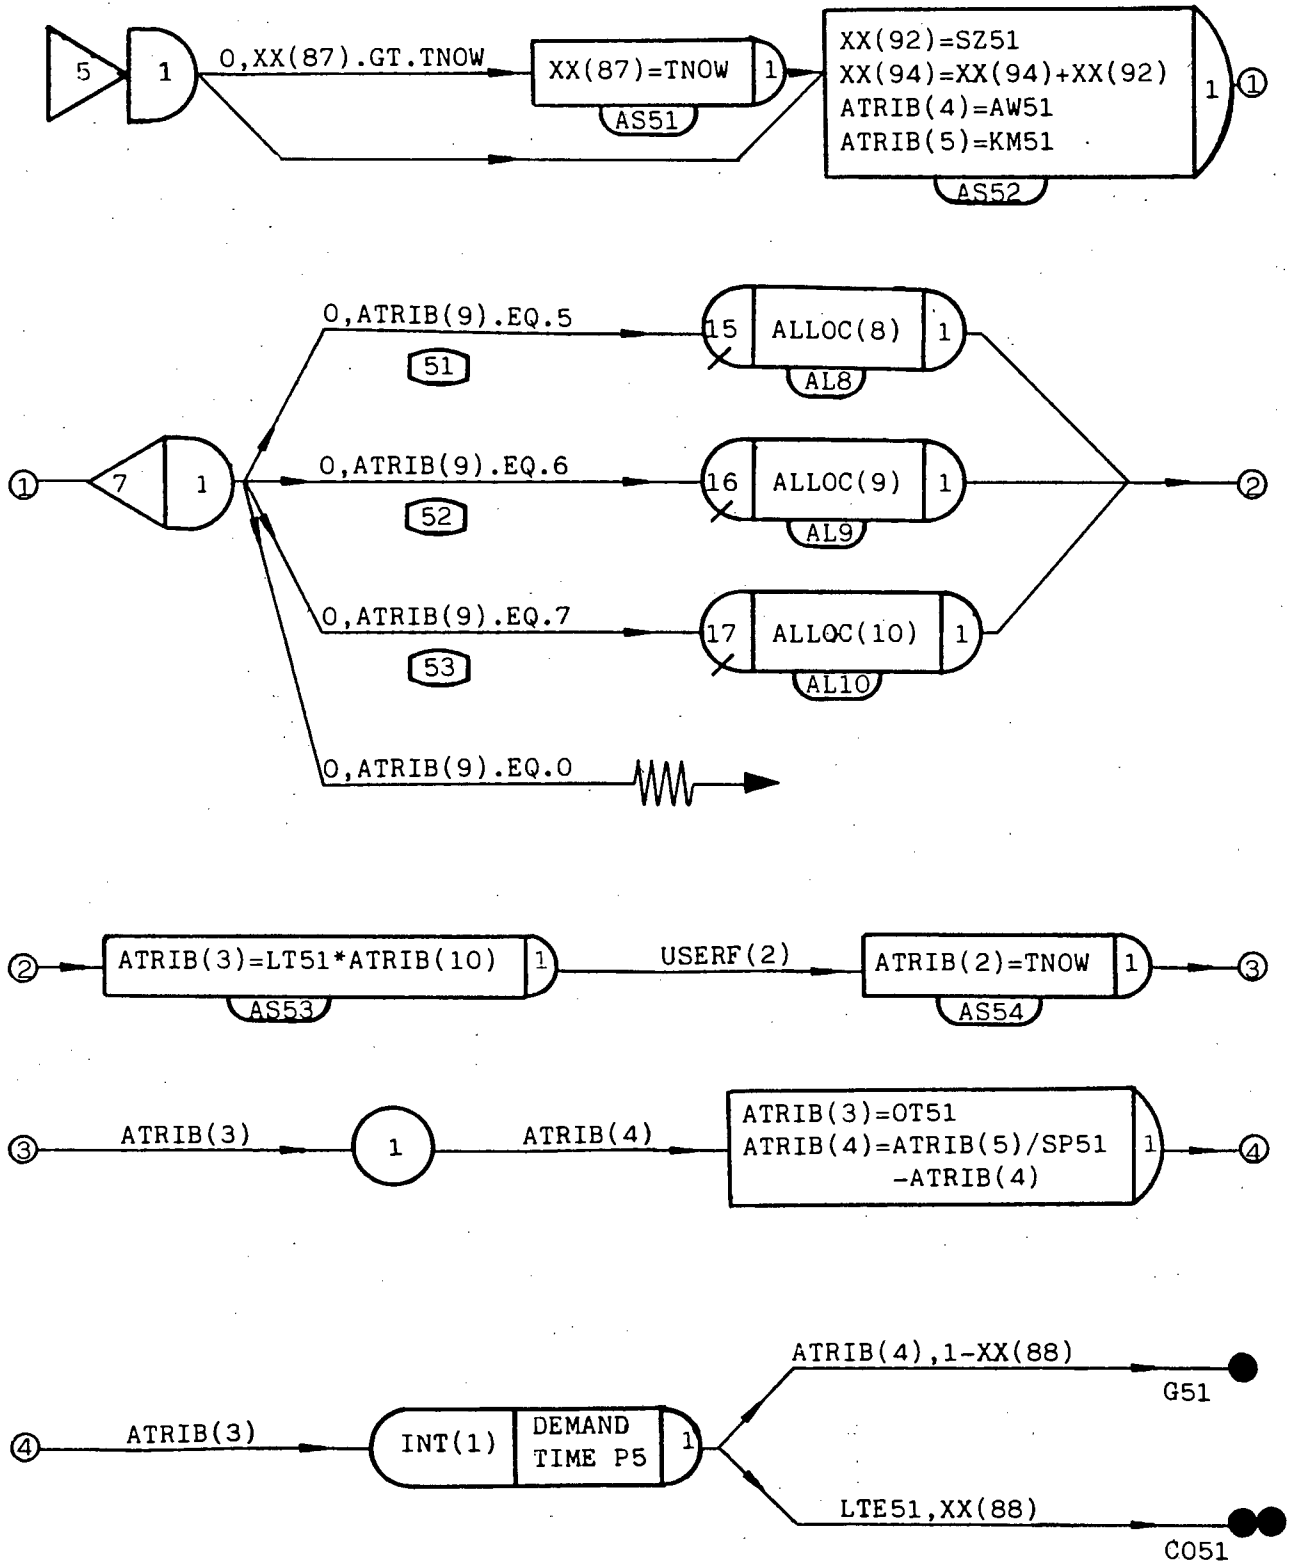 5
1
0,XX(87).GT.TNOW
XX(87)=TNOW
1
AS51
XX(92)=SZ51
XX(94)=XX(94)+XX(92)
ATRIB(4)=AW51
ATRIB(5)=KM51
1
1
AS52
0,ATRIB(9).EQ.5
51
15
ALLOC(8)
1
AL8
1
7
1
0,ATRIB(9).EQ.6
52
16
ALLOC(9)
1
AL9
2
0,ATRIB(9).EQ.7
53
17
ALLOC(10)
1
AL10
0,ATRIB(9).EQ.0
2
ATRIB(3)=LT51*ATRIB(10)
1
AS53
USERF(2)
ATRIB(2)=TNOW
1
AS54
3
3
ATRIB(3)
1
ATRIB(4)
ATRIB(3)=OT51
ATRIB(4)=ATRIB(5)/SP51
-ATRIB(4)
1
4
4
ATRIB(3)
INT(1)
DEMAND
TIME P5
1
ATRIB(4),1-XX(88)
G51
LTE51,XX(88)
CO51